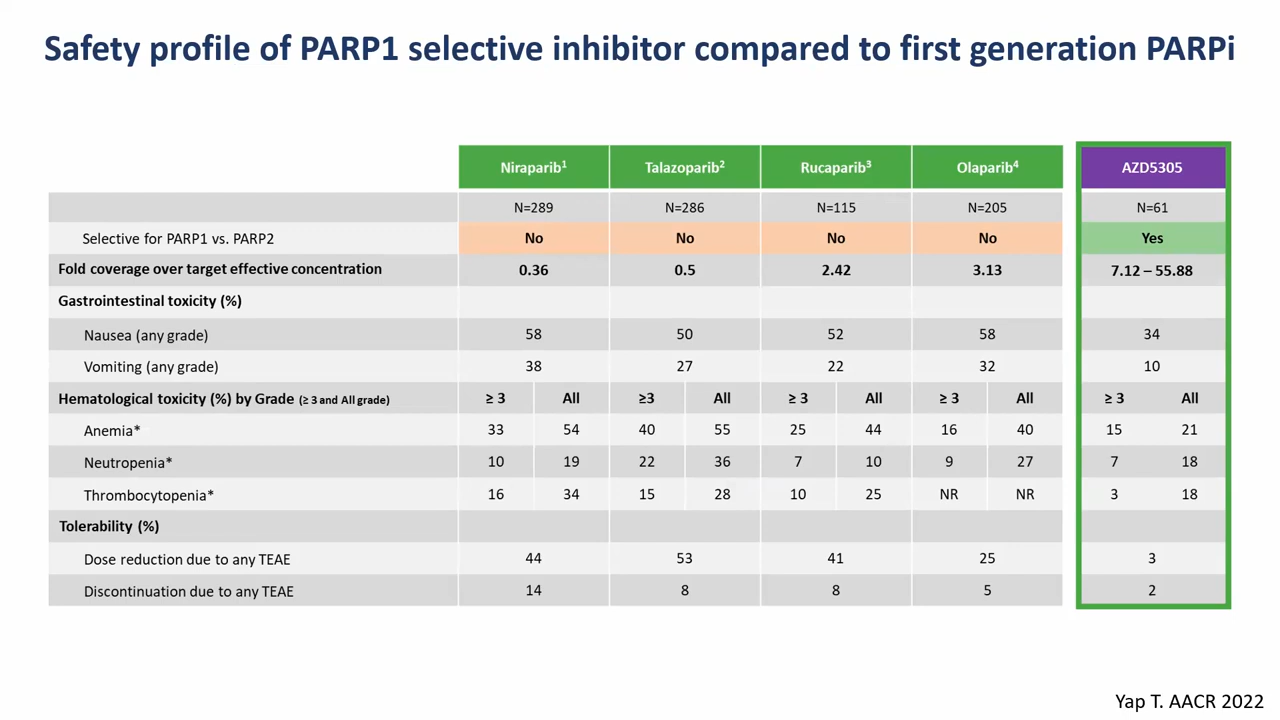 Safety profile of PARP1 selective inhibitor compared to first generation PARPi
Niraparib¹ Talazoparib² Rucaparib³ Olaparib⁴ AZD5305
N=289 N=286 N=115 N=205 N=61
Selective for PARP1 vs. PARP2 No No No No Yes
Fold coverage over target effective concentration 0.36 0.5 2.42 3.13 7.12 – 55.88
Gastrointestinal toxicity (%)
Nausea (any grade) 58 50 52 58 34
Vomiting (any grade) 38 27 22 32 10
Hematological toxicity (%) by Grade (≥ 3 and All grade) ≥ 3 All ≥3 All ≥ 3 All ≥ 3 All ≥ 3 All
Anemia* 33 54 40 55 25 44 16 40 15 21
Neutropenia* 10 19 22 36 7 10 9 27 7 18
Thrombocytopenia* 16 34 15 28 10 25 NR NR 3 18
Tolerability (%)
Dose reduction due to any TEAE 44 53 41 25 3
Discontinuation due to any TEAE 14 8 8 5 2
Yap T. AACR 2022